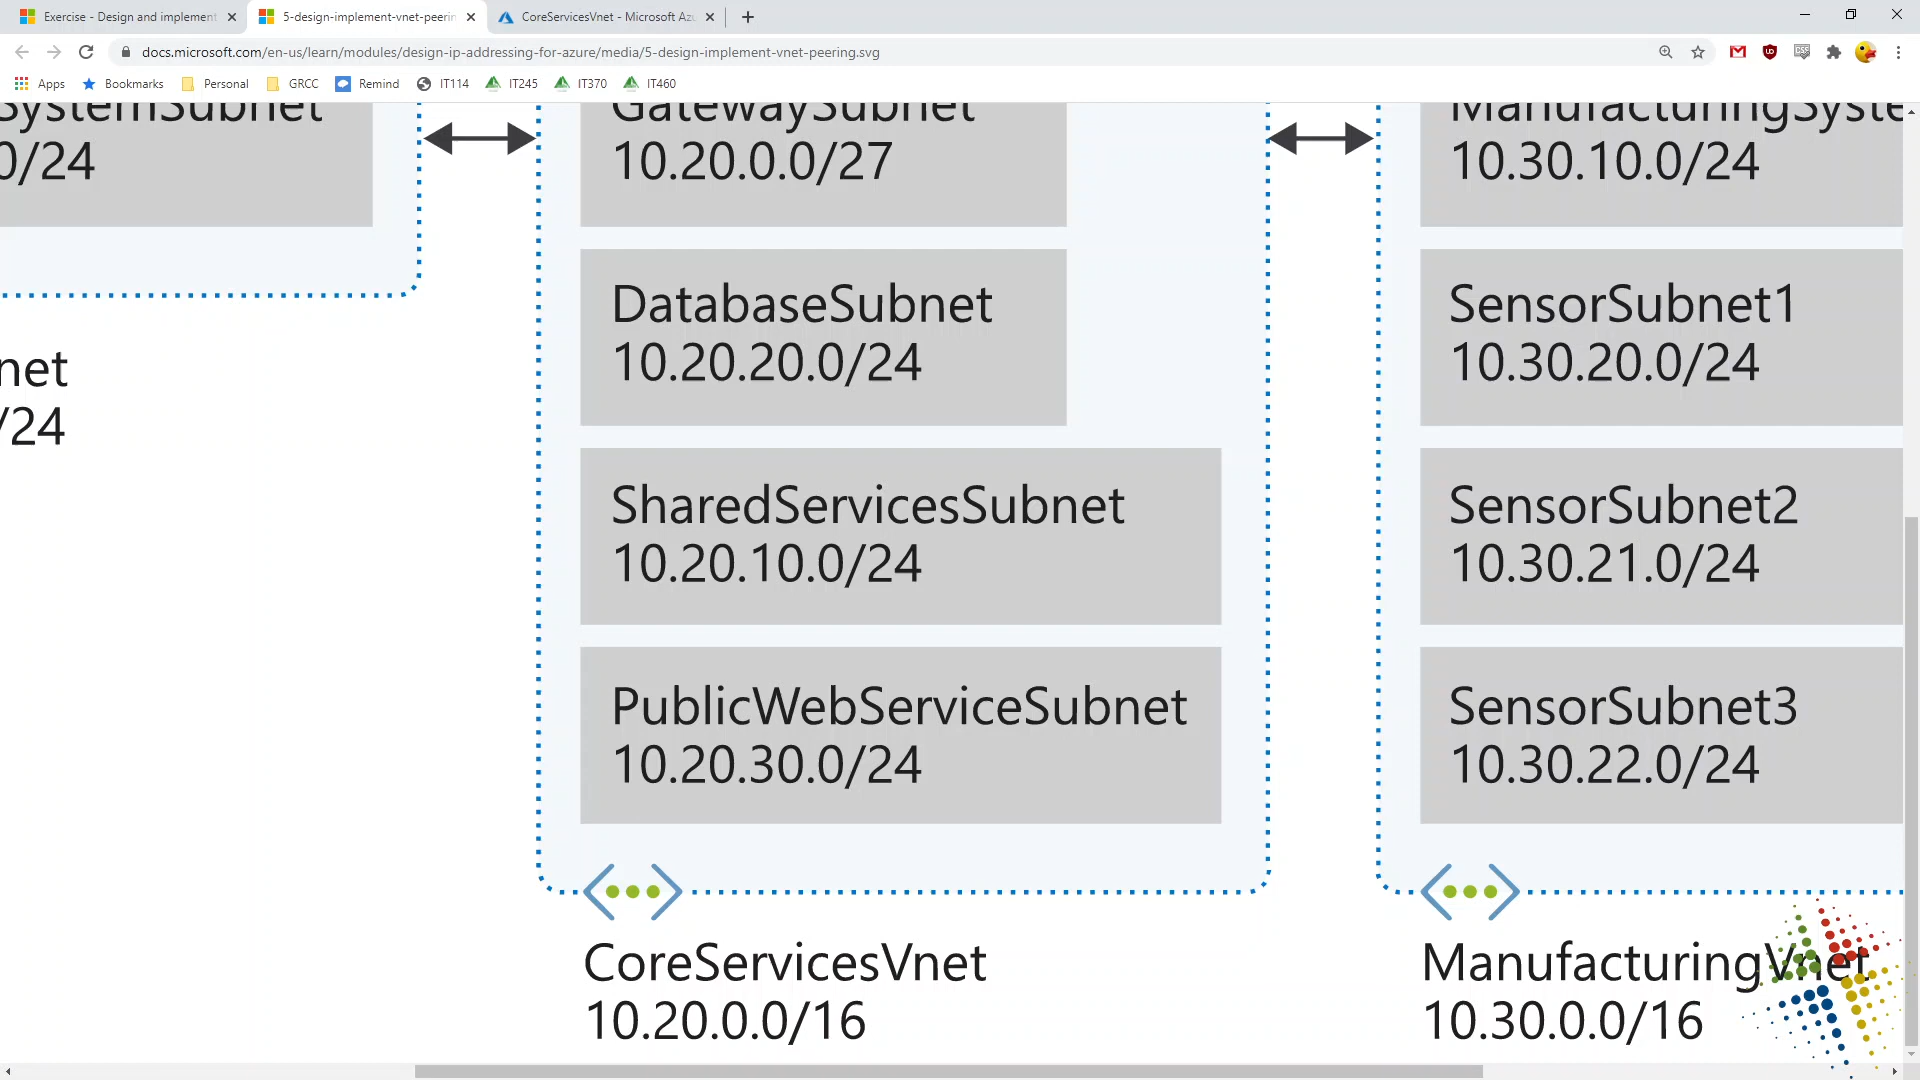 Exercise - Design and implement
5-design-implement-vnet-peerin
CoreServicesVnet - Microsoft Az
docs.microsoft.com/en-us/learn/modules/design-ip-addressing-for-azure/media/5-design-implement-vnet-peering.svg
Apps
Bookmarks
Personal
GRCC
Remind
IT114
IT245
IT370
IT460
SystemSubnet
0/24
net
/24
GatewaySubnet
10.20.0.0/27
DatabaseSubnet
10.20.20.0/24
SharedServicesSubnet
10.20.10.0/24
PublicWebServiceSubnet
10.20.30.0/24
CoreServicesVnet
10.20.0.0/16
ManufacturingSyste
10.30.10.0/24
SensorSubnet1
10.30.20.0/24
SensorSubnet2
10.30.21.0/24
SensorSubnet3
10.30.22.0/24
ManufacturingVnet
10.30.0.0/16